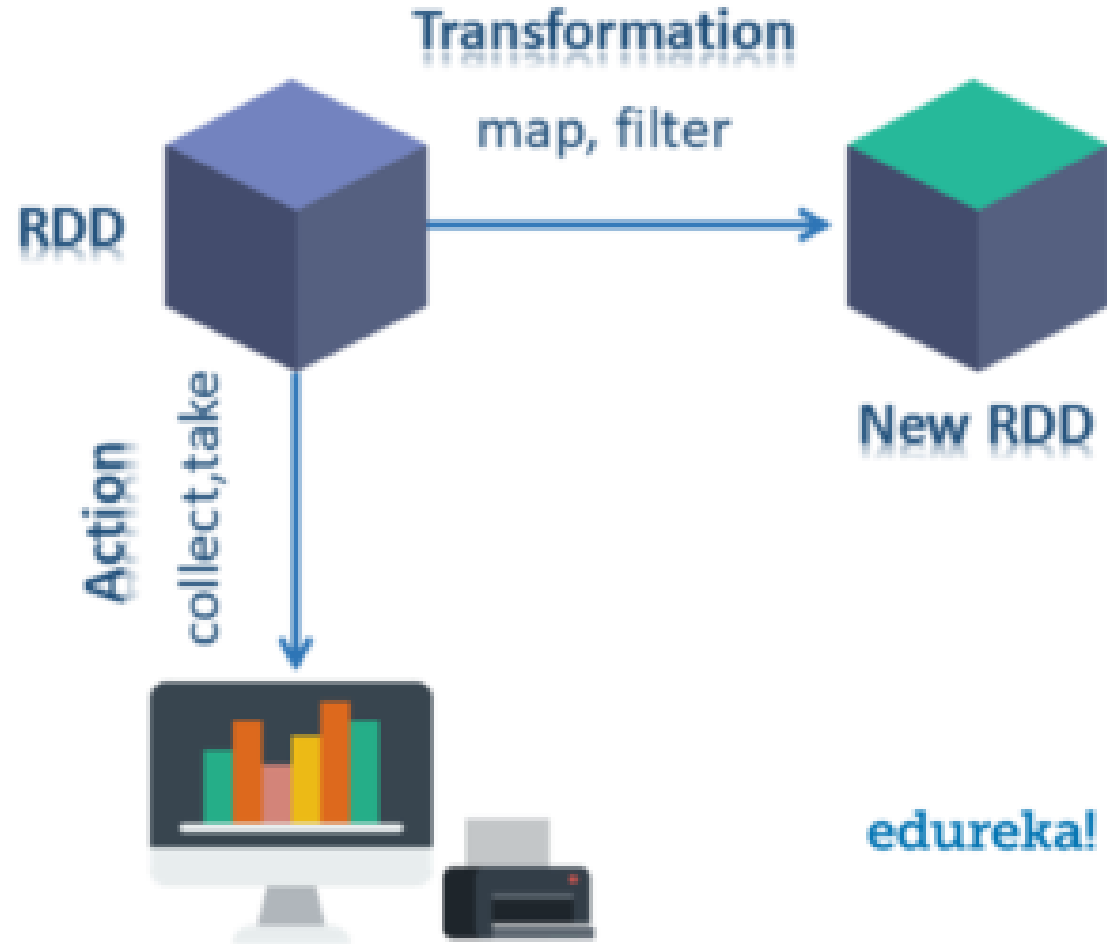 Transformation
map, filter
RDD
New RDD
Action
collect,take
edureka!